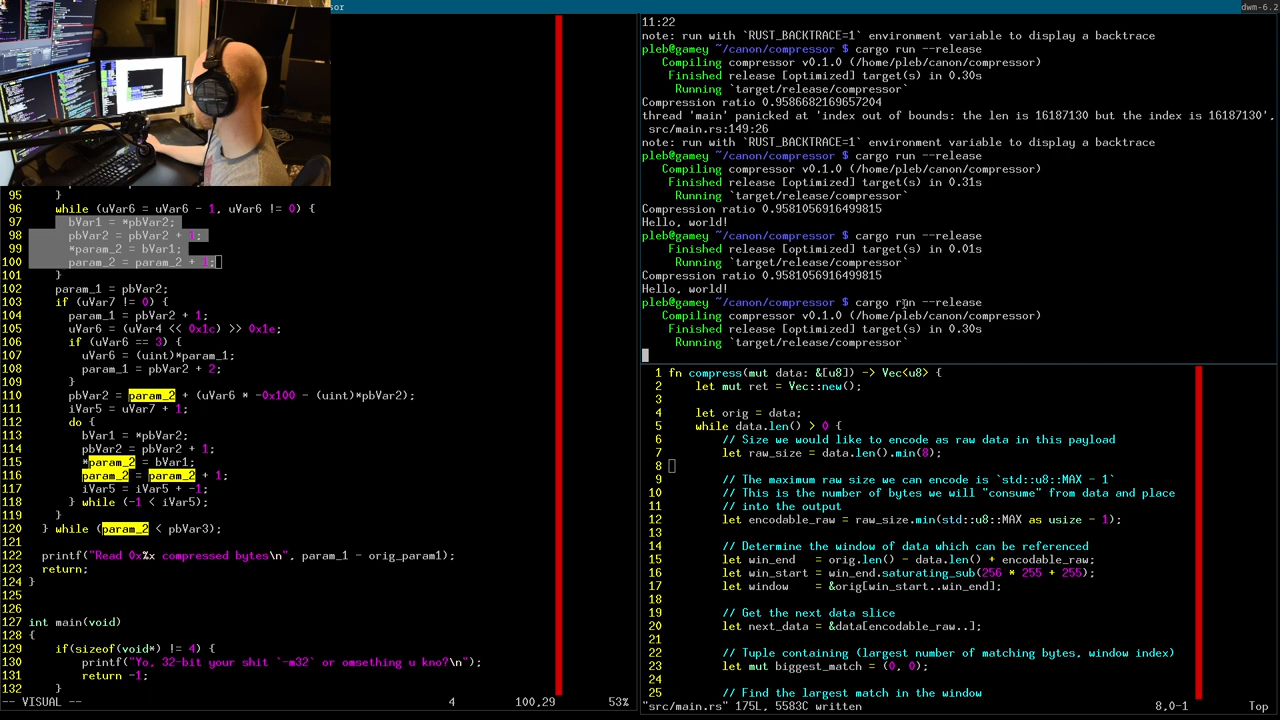 sor
dwm-6.2
95 }
96 while (uVar6 = uVar6 - 1, uVar6 != 0) {
97 bVar1 = *pbVar2;
98 pbVar2 = pbVar2 + 1;
99 *param_2 = bVar1;
100 param_2 = param_2 + 1;
101 }
102 param_1 = pbVar2;
103 if (uVar7 != 0) {
104 param_1 = pbVar2 + 1;
105 uVar6 = (uVar4 << 0x1c) >> 0x1e;
106 if (uVar6 == 3) {
107 uVar6 = (uint)*param_1;
108 param_1 = pbVar2 + 2;
109 }
110 pbVar2 = param_2 + (uVar6 * -0x100 - (uint)*pbVar2);
111 iVar5 = uVar7 + 1;
112 do {
113 bVar1 = *pbVar2;
114 pbVar2 = pbVar2 + 1;
115 *param_2 = bVar1;
116 param_2 = param_2 + 1;
117 iVar5 = iVar5 + -1;
118 } while (-1 < iVar5);
119 }
120 } while (param_2 < pbVar3);
121
122 printf("Read 0x%x compressed bytes\n", param_1 - orig_param1);
123 return;
124 }
125
126
127 int main(void)
128 {
129 if(sizeof(void*) != 4) {
130 printf("Yo, 32-bit your shit `-m32` or omsething u kno?\n");
131 return -1;
132 }
-- VISUAL -- 4 100,29 53%
11:22
note: run with `RUST_BACKTRACE=1` environment variable to display a backtrace
pleb@gamey ~/canon/compressor $ cargo run --release
Compiling compressor v0.1.0 (/home/pleb/canon/compressor)
Finished release [optimized] target(s) in 0.30s
Running `target/release/compressor`
Compression ratio 0.9586682169657204
thread 'main' panicked at 'index out of bounds: the len is 16187130 but the index is 16187130',
src/main.rs:149:26
note: run with `RUST_BACKTRACE=1` environment variable to display a backtrace
pleb@gamey ~/canon/compressor $ cargo run --release
Compiling compressor v0.1.0 (/home/pleb/canon/compressor)
Finished release [optimized] target(s) in 0.31s
Running `target/release/compressor`
Compression ratio 0.9581056916499815
Hello, world!
pleb@gamey ~/canon/compressor $ cargo run --release
Finished release [optimized] target(s) in 0.01s
Running `target/release/compressor`
Compression ratio 0.9581056916499815
Hello, world!
pleb@gamey ~/canon/compressor $ cargo run --release
Compiling compressor v0.1.0 (/home/pleb/canon/compressor)
Finished release [optimized] target(s) in 0.30s
Running `target/release/compressor`
1 fn compress(mut data: &[u8]) -> Vec<u8> {
2 let mut ret = Vec::new();
3
4 let orig = data;
5 while data.len() > 0 {
6 // Size we would like to encode as raw data in this payload
7 let raw_size = data.len().min(8);
8
9 // The maximum raw size we can encode is `std::u8::MAX - 1`
10 // This is the number of bytes we will "consume" from data and place
11 // into the output
12 let encodable_raw = raw_size.min(std::u8::MAX as usize - 1);
13
14 // Determine the window of data which can be referenced
15 let win_end = orig.len() - data.len() + encodable_raw;
16 let win_start = win_end.saturating_sub(256 * 255 + 255);
17 let window = &orig[win_start..win_end];
18
19 // Get the next data slice
20 let next_data = &data[encodable_raw..];
21
22 // Tuple containing (largest number of matching bytes, window index)
23 let mut biggest_match = (0, 0);
24
25 // Find the largest match in the window
"src/main.rs" 175L, 5583C written 8,0-1 Top